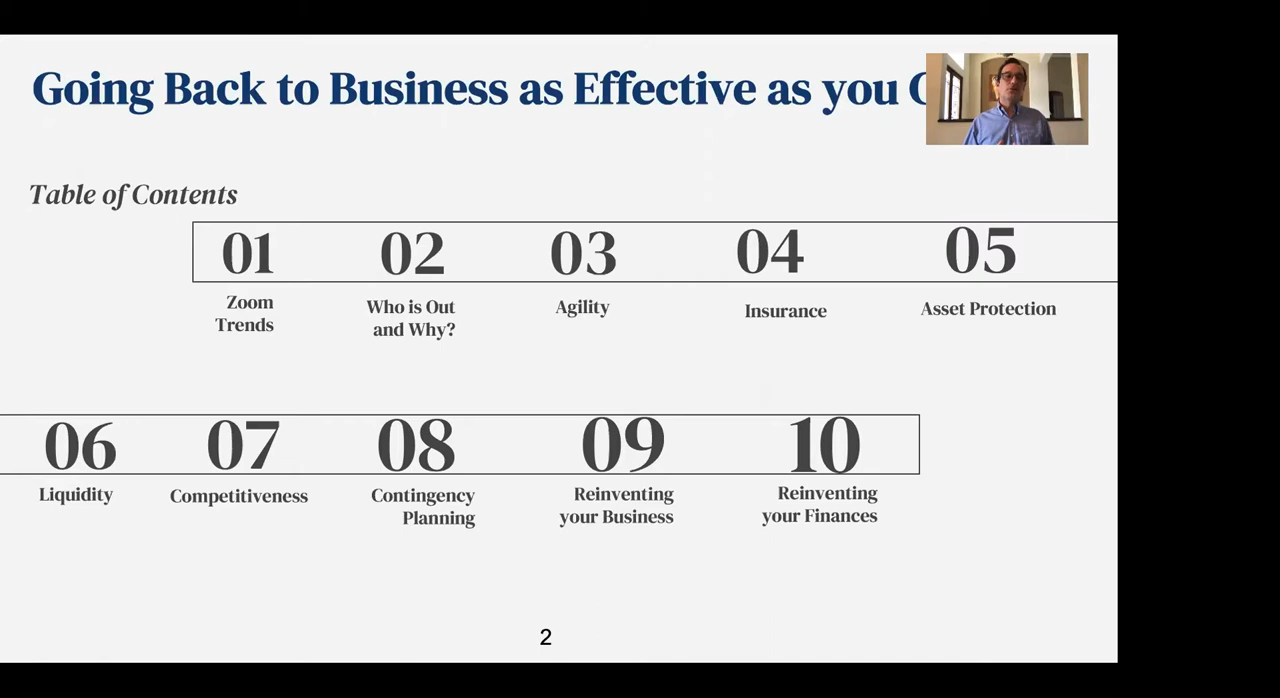 Going Back to Business as Effective as you
Table of Contents
01 02 03 04 05
Zoom
Trends
Who is Out
and Why?
Agility
Insurance
Asset Protection
06 07 08 09 10
Liquidity
Competitiveness
Contingency
Planning
Reinventing
your Business
Reinventing
your Finances
2